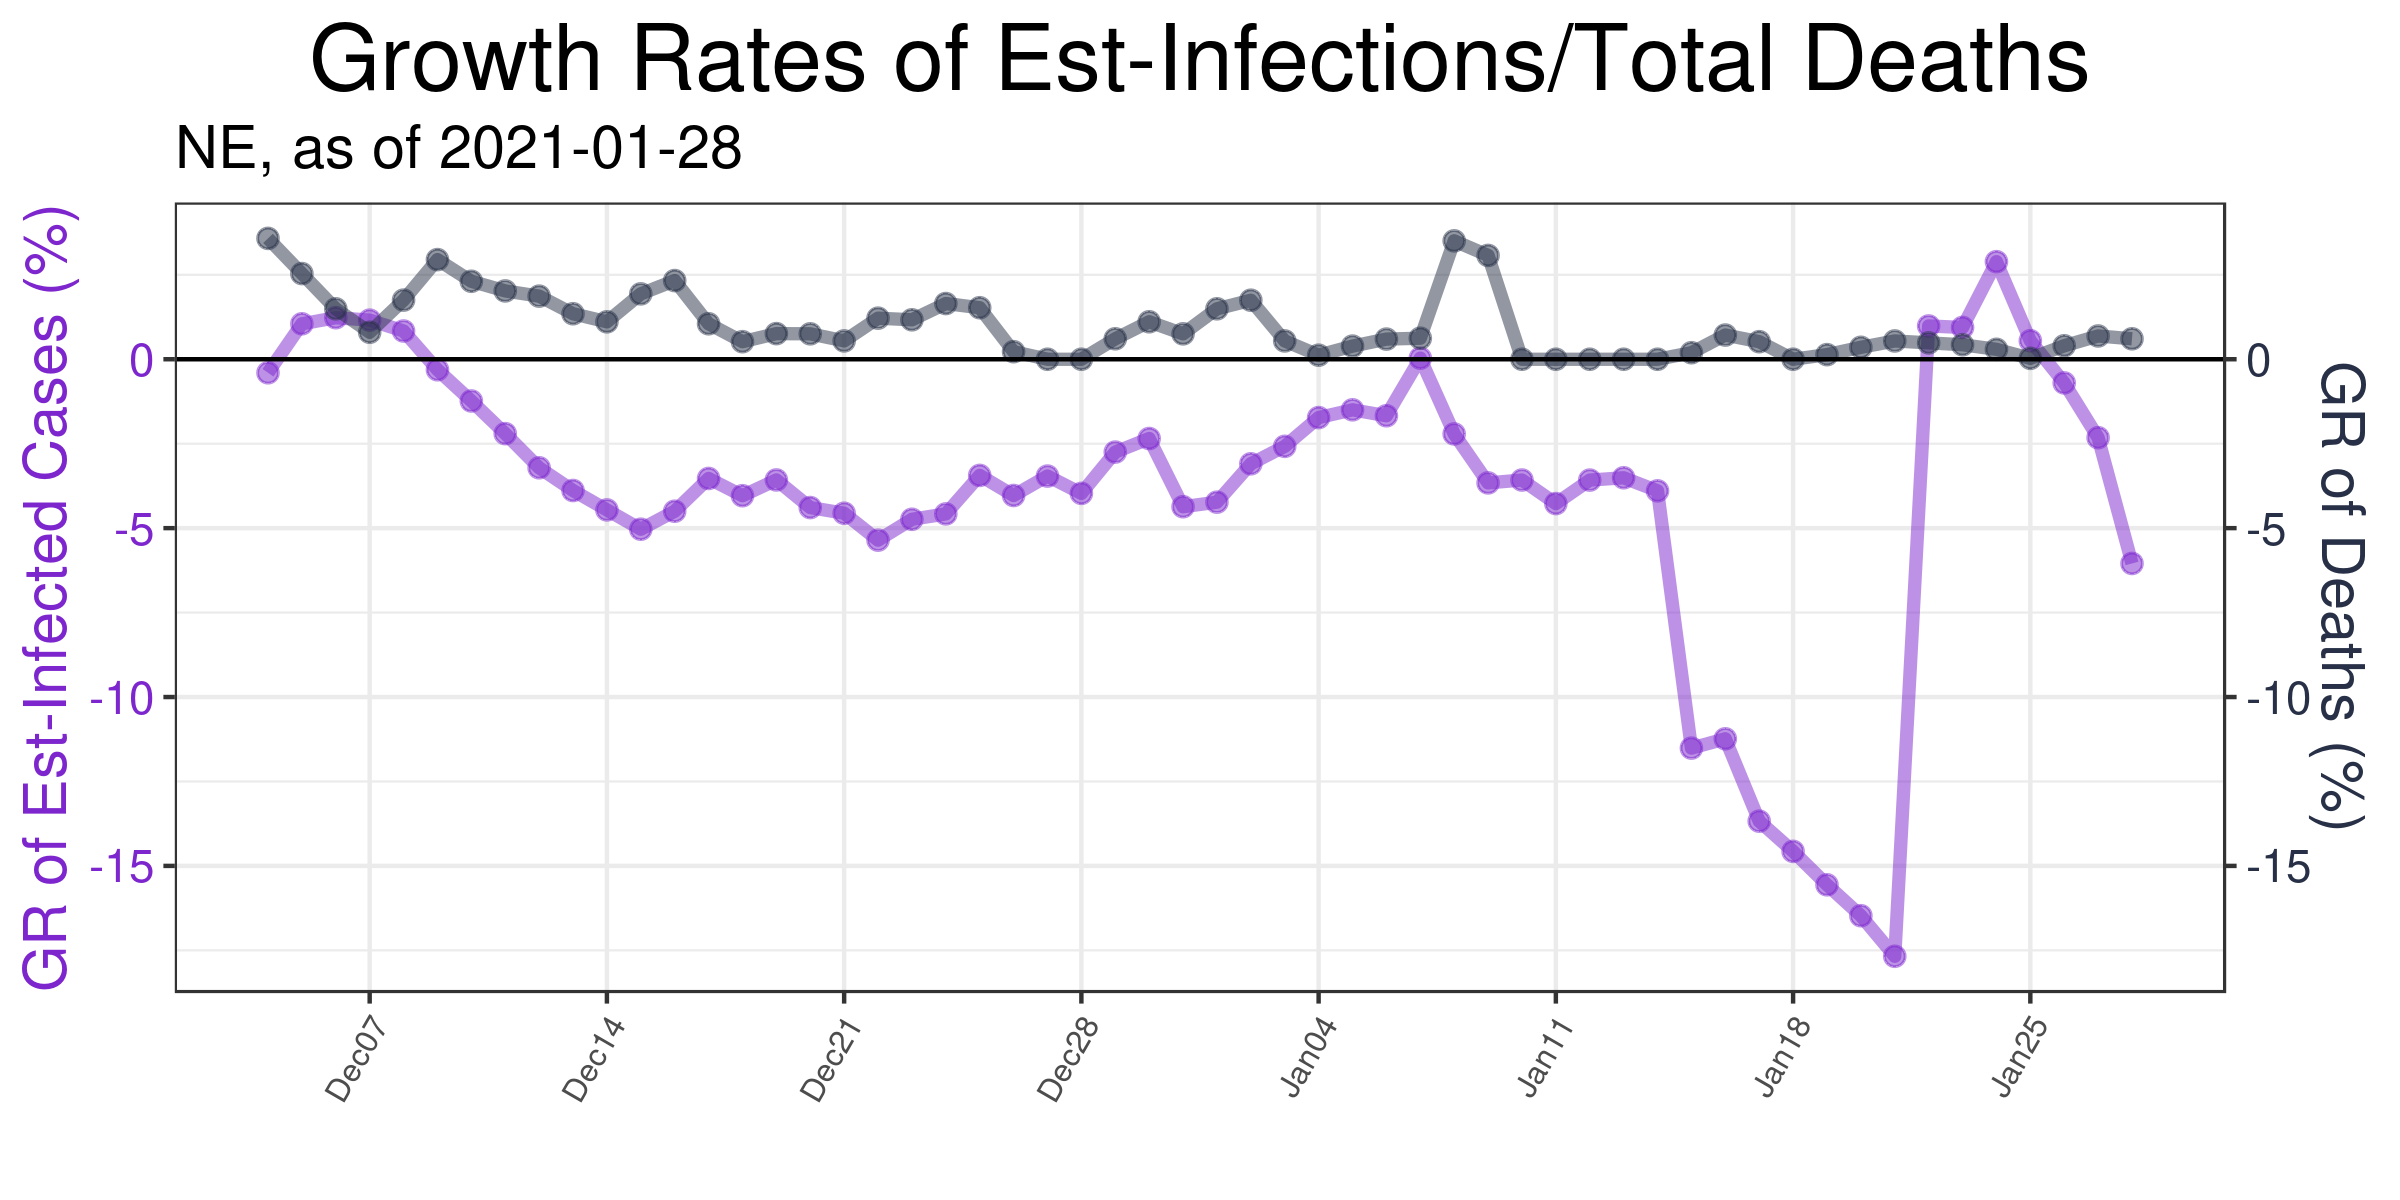 Growth Rates of Est-Infections/Total Deaths
NE, as of 2021-01-28
GR of Est-Infected Cases (%)
0
-5
-10
-15
0
-5
-10
-15
GR of Deaths (%)
Dec07
Dec14
Dec21
Dec28
Jan04
Jan11
Jan18
Jan25